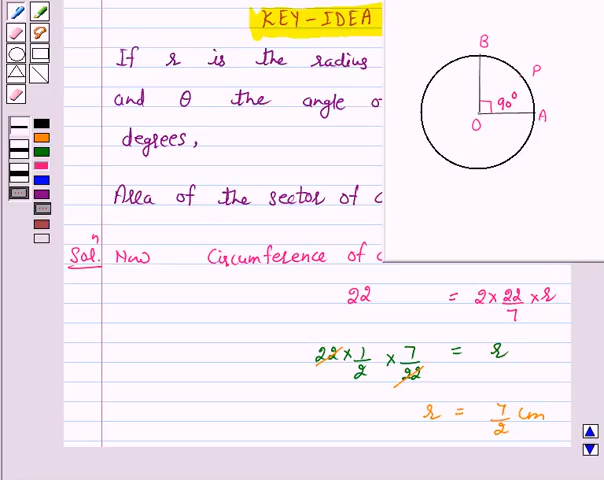 KEY-IDEA
If r is the radius
and θ the angle o
degrees,
Area of the sector of c
Solⁿ. Now Circumference of c
22 = 2 × 22/7 × r
22 × 1/2 × 7/22 = r
r = 7/2 cm
B
P
90°
O
A